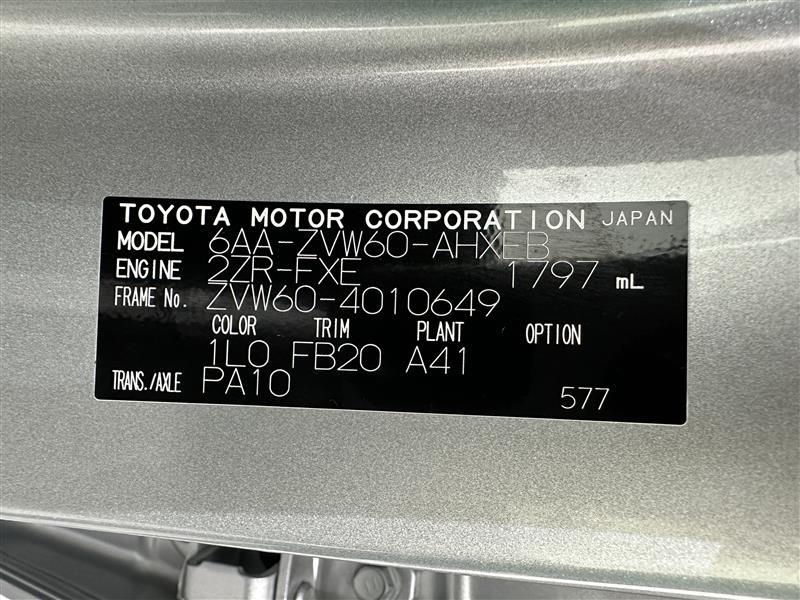 TOYOTA MOTOR CORPORATION JAPAN
MODEL 6AA-ZVW60-AHXEB
ENGINE 2ZR-FXE 1797 mL
FRAME No. ZVW60-4010649
COLOR TRIM PLANT OPTION
1L0 FB20 A41
TRANS./AXLE PA10 577